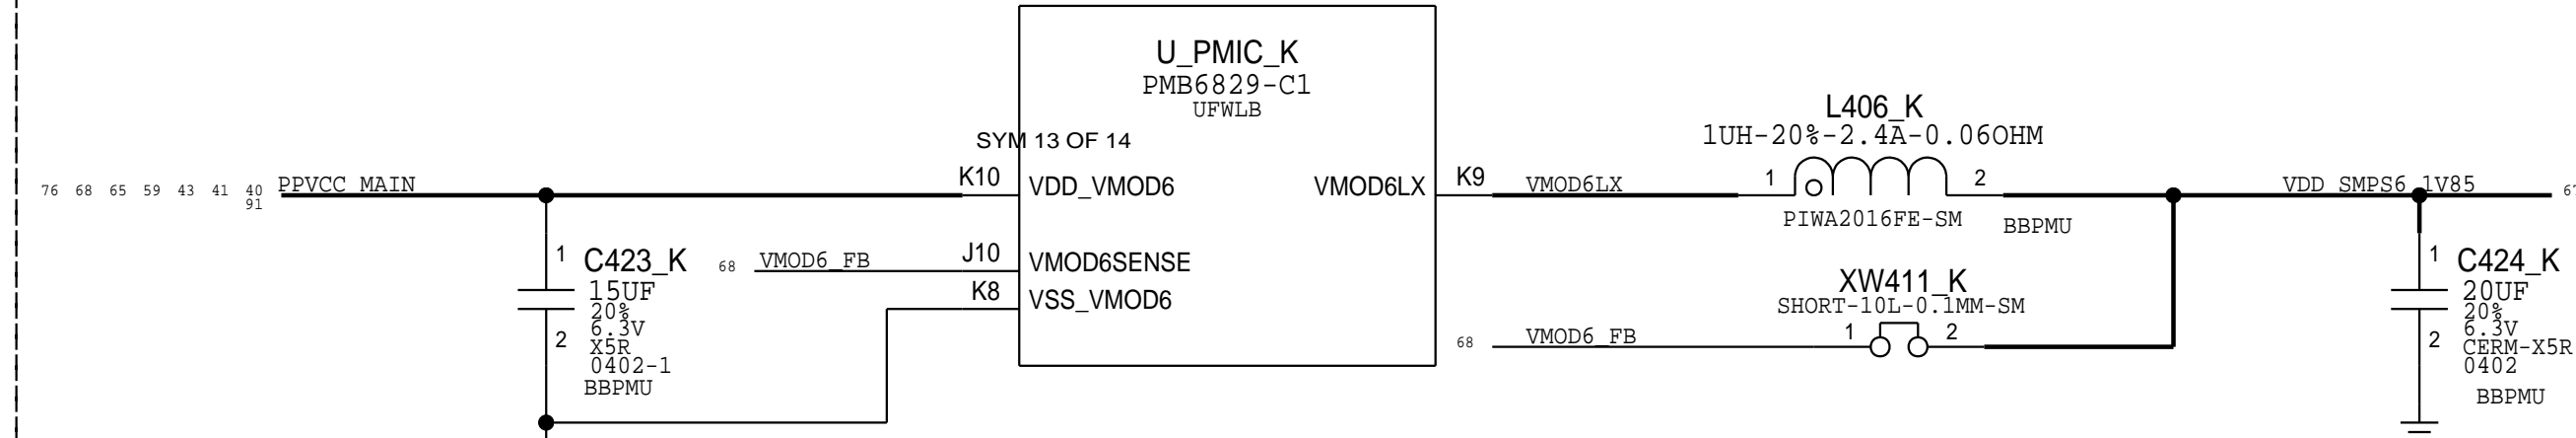 U_PMIC_K
PMB6829-C1
UFWLB
SYM 13 OF 14
76 68 65 59 43 41 40 PPVCC_MAIN
91
K10 VDD_VMOD6
VMOD6LX K9 VMOD6LX
L406_K
1UH-20%-2.4A-0.06OHM
1 2
PIWA2016FE-SM
BBPMU
VDD_SMPS6_1V85
1
C423_K
15UF
20%
6.3V
2
X5R
0402-1
BBPMU
68 VMOD6_FB J10 VMOD6SENSE
K8 VSS_VMOD6
XW411_K
SHORT-10L-0.1MM-SM
68 VMOD6_FB 1 2
1
C424_K
20UF
20%
6.3V
2
CERM-X5R
0402
BBPMU